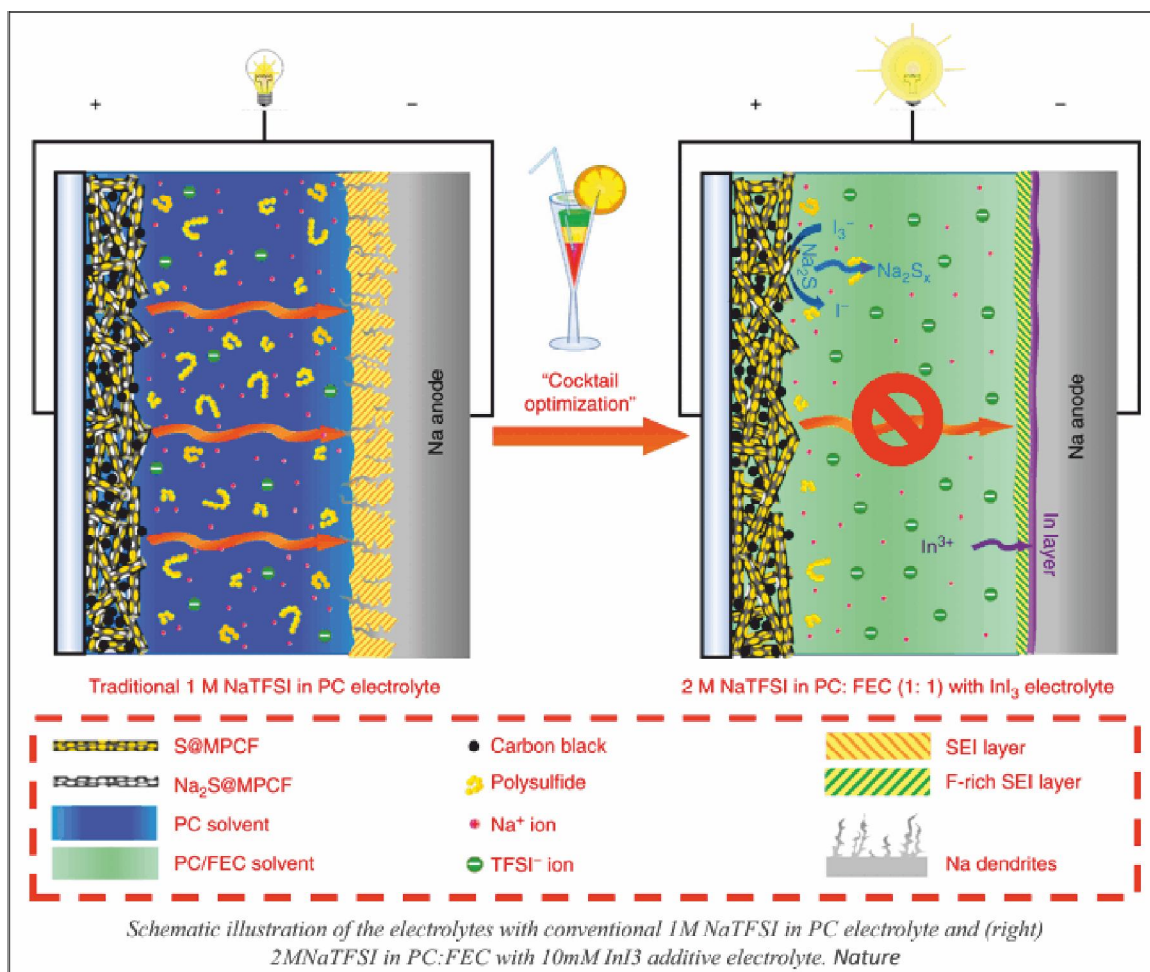 + −
+ −
Na anode
"Cocktail
optimization"
I₃⁻
Na₂S
Na₂Sₓ
I⁻
In³⁺
In layer
Na anode
Traditional 1 M NaTFSI in PC electrolyte
2 M NaTFSI in PC: FEC (1: 1) with InI₃ electrolyte
S@MPCF
Carbon black
SEI layer
Na₂S@MPCF
Polysulfide
F-rich SEI layer
PC solvent
Na⁺ ion
PC/FEC solvent
TFSI⁻ ion
Na dendrites
Schematic illustration of the electrolytes with conventional 1M NaTFSI in PC electrolyte and (right)
2MNaTFSI in PC:FEC with 10mM InI3 additive electrolyte. Nature